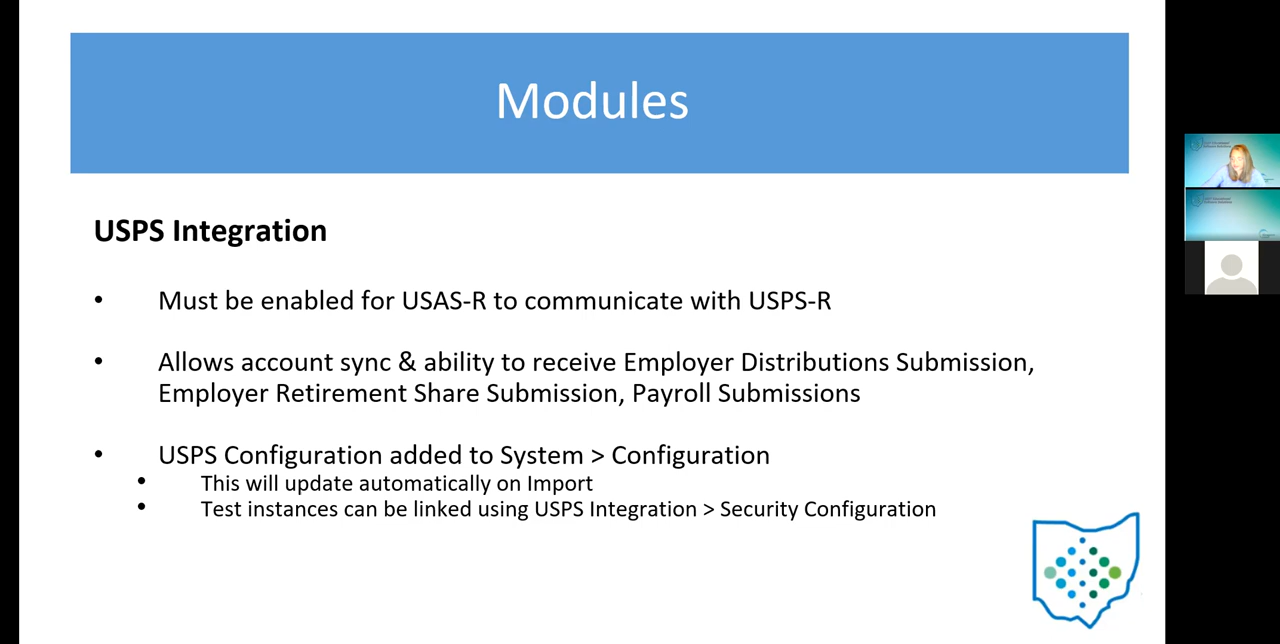 Modules
USPS Integration
• Must be enabled for USAS-R to communicate with USPS-R
• Allows account sync & ability to receive Employer Distributions Submission,
Employer Retirement Share Submission, Payroll Submissions
• USPS Configuration added to System > Configuration
• This will update automatically on Import
• Test instances can be linked using USPS Integration > Security Configuration